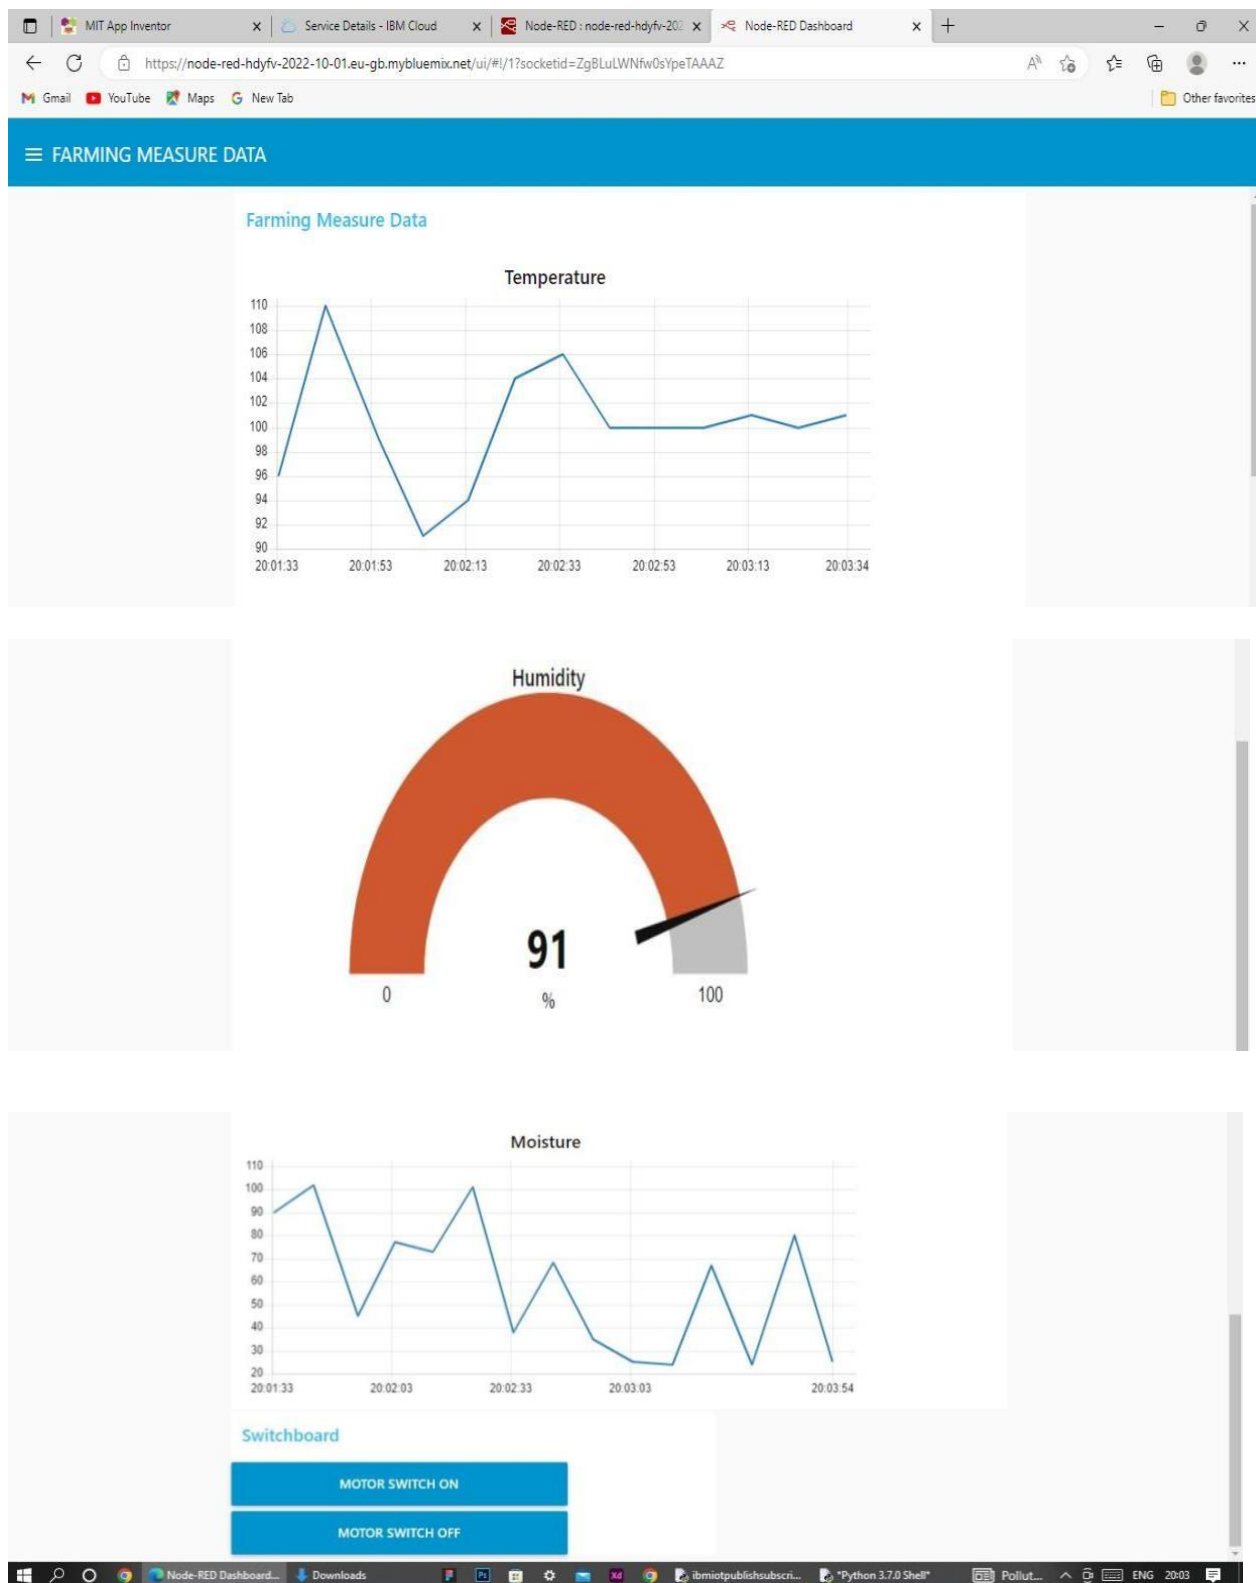 MIT App Inventor
Service Details - IBM Cloud
Node-RED : node-red-hdyfv-202
Node-RED Dashboard
https://node-red-hdyfv-2022-10-01.eu-gb.mybluemix.net/ui/#!/1?socketid=ZgBLuLWNfw0sYpeTAAAZ
Gmail YouTube Maps New Tab Other favorites
FARMING MEASURE DATA
Farming Measure Data
Temperature
110
108
106
104
102
100
98
96
94
92
90
20:01:33 20:01:53 20:02:13 20:02:33 20:02:53 20:03:13 20:03:34
Humidity
91
%
0 100
Moisture
110
100
90
80
70
60
50
40
30
20
20:01:33 20:02:03 20:02:33 20:03:03 20:03:54
Switchboard
MOTOR SWITCH ON
MOTOR SWITCH OFF
Node-RED Dashboard... Downloads Ps Xd ibmiotpublishsubscri... *Python 3.7.0 Shell* Pollut... ENG 20:03